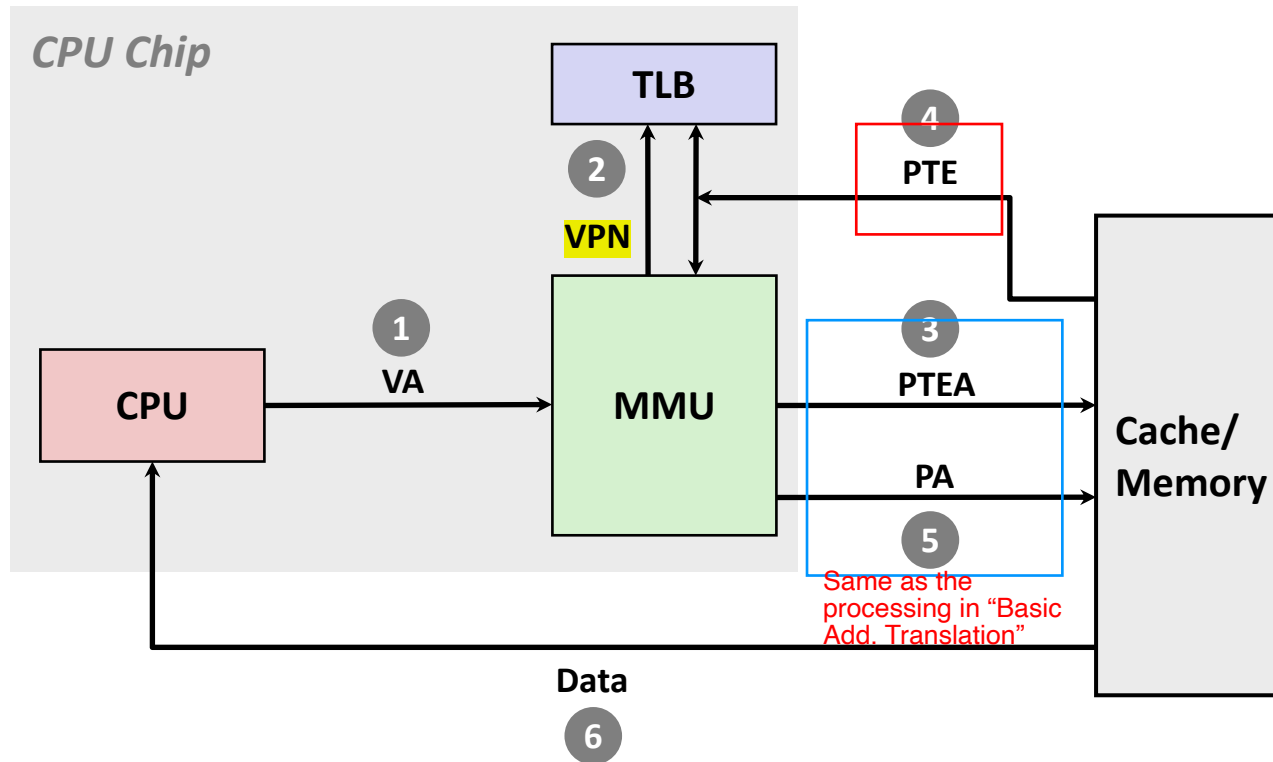 CPU Chip
TLB
4
PTE
2
VPN
1
VA
3
PTEA
CPU
MMU
Cache/
Memory
PA
5
Same as the
processing in “Basic
Add. Translation”
Data
6